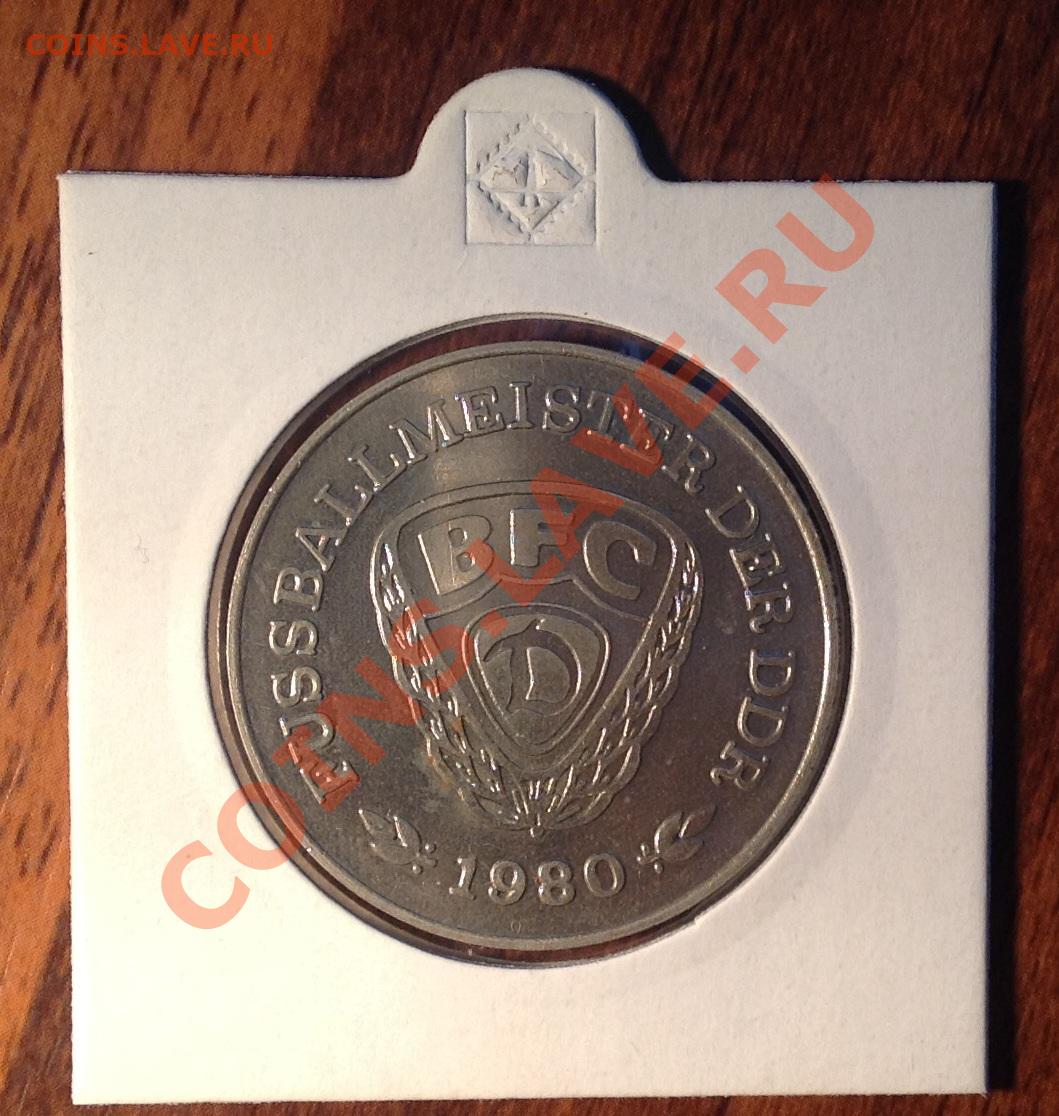 COINS.LAVE.RU
FUSSBALLMEISTER DER DDR
BFC
D
1980
COINS.LAVE.RU